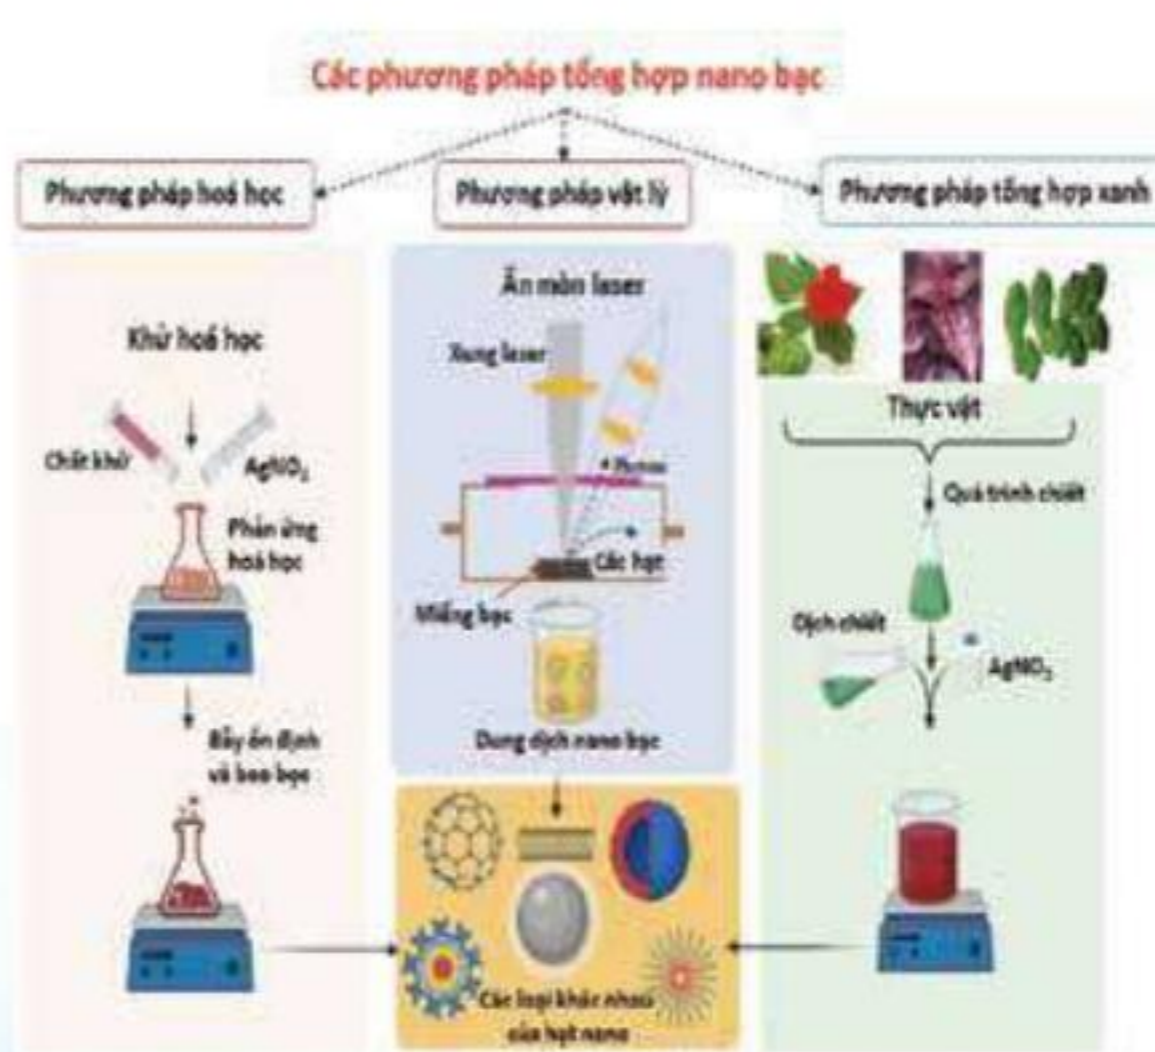 Các phương pháp tổng hợp nano bạc
Phương pháp hoá học
Phương pháp vật lý
Phương pháp tổng hợp xanh
Khử hoá học
Chất khử
AgNO₃
Phản ứng
hoá học
Bẫy ổn định
và bao bọc
Ăn mòn laser
Xung laser
Các hạt
Miếng bạc
Dung dịch nano bạc
Thực vật
Quá trình chiết
Dịch chiết
AgNO₃
Các loại khác nhau
của hạt nano